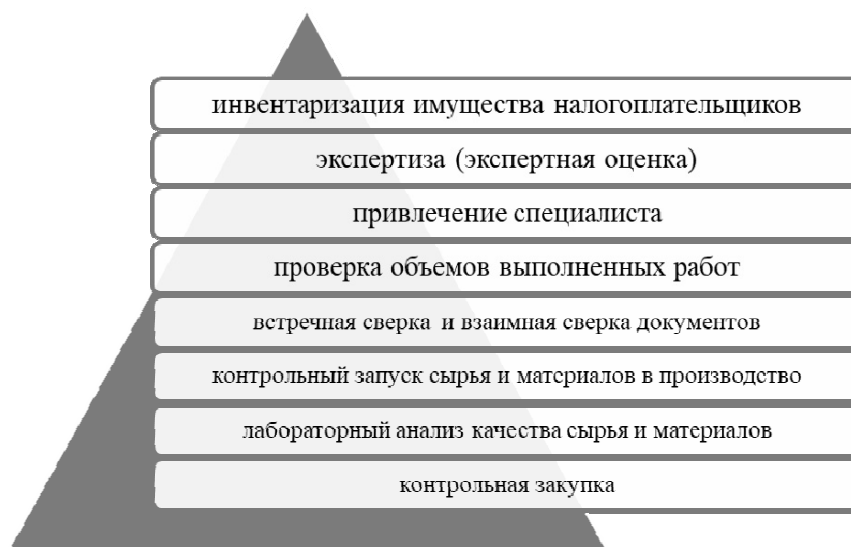 инвентаризация имущества налогоплательщиков
экспертиза (экспертная оценка)
привлечение специалиста
проверка объемов выполненных работ
встречная сверка и взаимная сверка документов
контрольный запуск сырья и материалов в производство
лабораторный анализ качества сырья и материалов
контрольная закупка